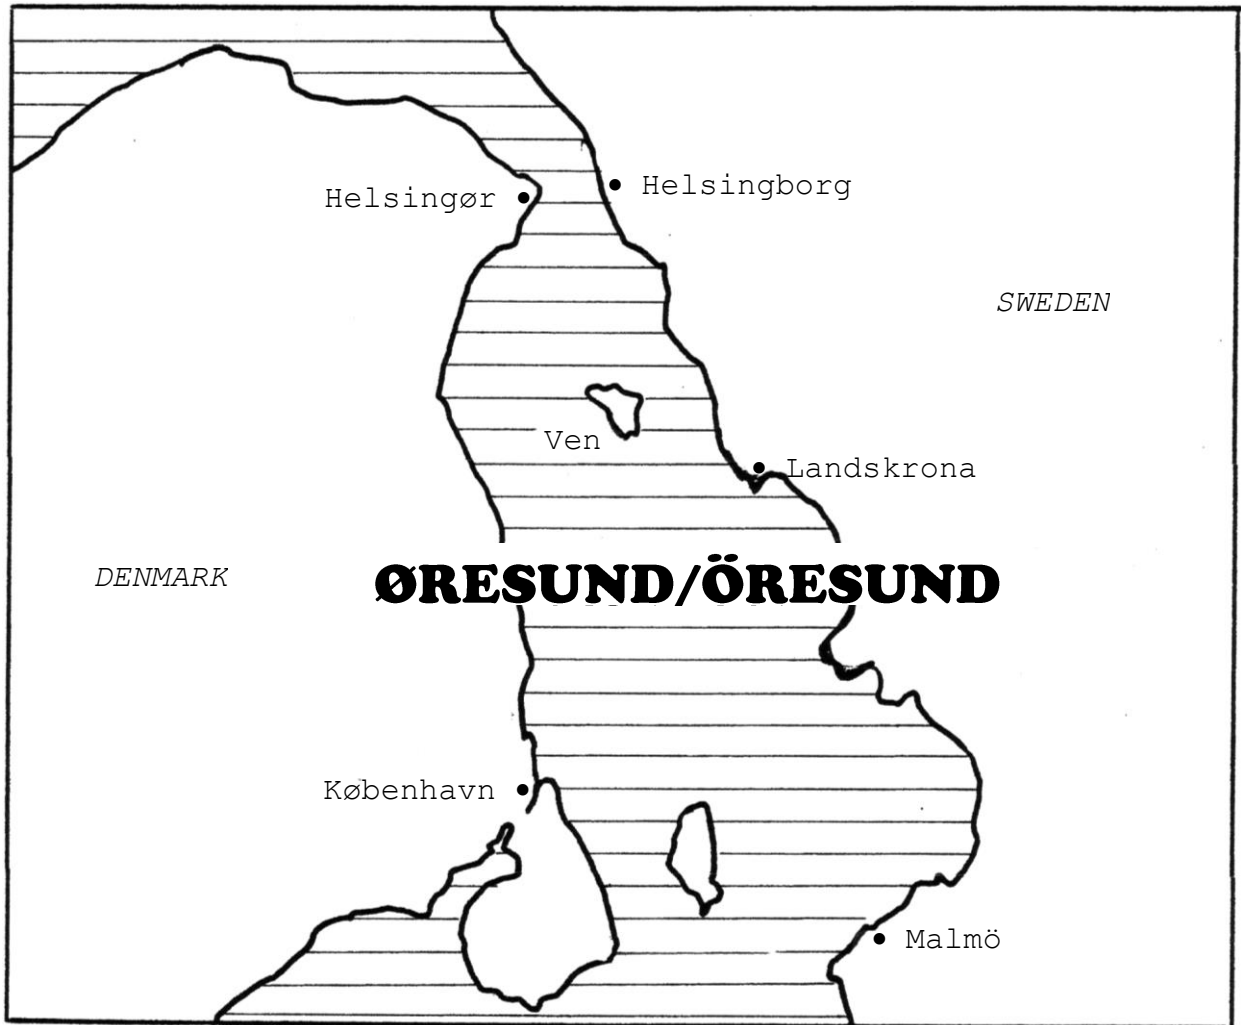 Helsingør
Helsingborg
SWEDEN
Ven
Landskrona
DENMARK
ØRESUND/ÖRESUND
København
Malmö